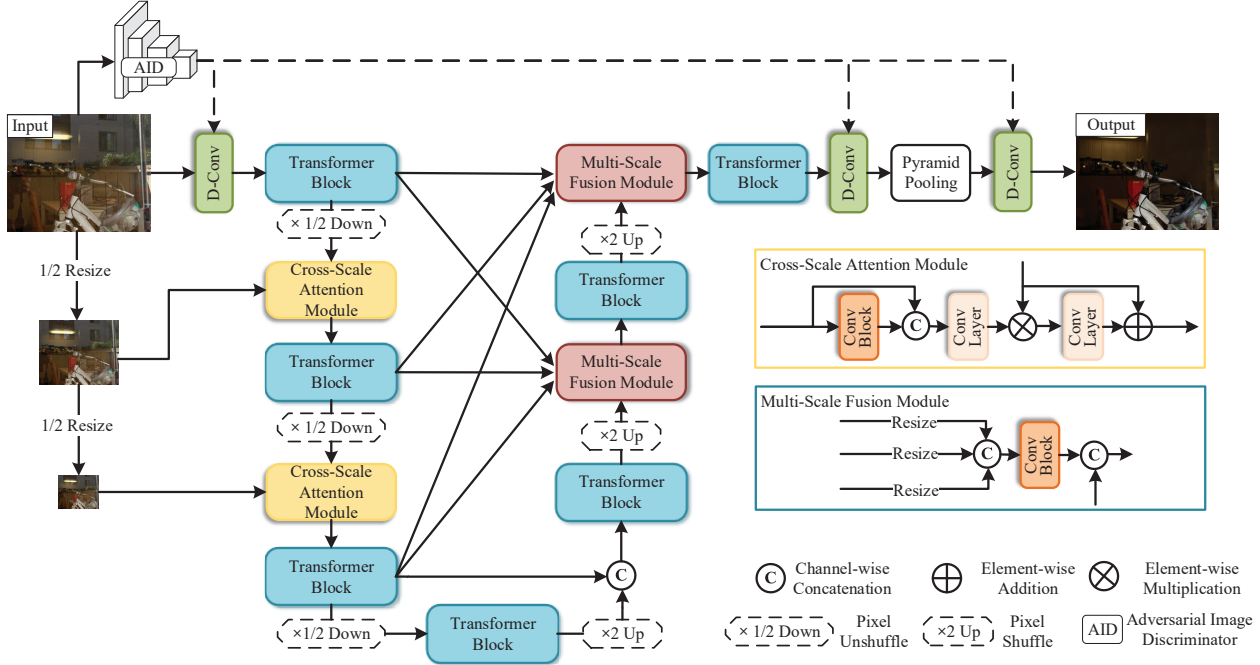 AID
Input
D-Conv
Transformer
Block
Multi-Scale
Fusion Module
Transformer
Block
D-Conv
Pyramid
Pooling
D-Conv
Output
× 1/2 Down
×2 Up
1/2 Resize
Cross-Scale
Attention
Module
Transformer
Block
Cross-Scale Attention Module
Conv
Block
C
Conv
Layer
Conv
Layer
Transformer
Block
Multi-Scale
Fusion Module
1/2 Resize
× 1/2 Down
×2 Up
Multi-Scale Fusion Module
Resize
Resize
Resize
C
Conv
Block
C
Cross-Scale
Attention
Module
Transformer
Block
Transformer
Block
C
×1/2 Down
Transformer
Block
×2 Up
C
Channel-wise
Concatenation
Element-wise
Addition
Element-wise
Multiplication
× 1/2 Down
Pixel
Unshuffle
×2 Up
Pixel
Shuffle
AID
Adversarial Image
Discriminator